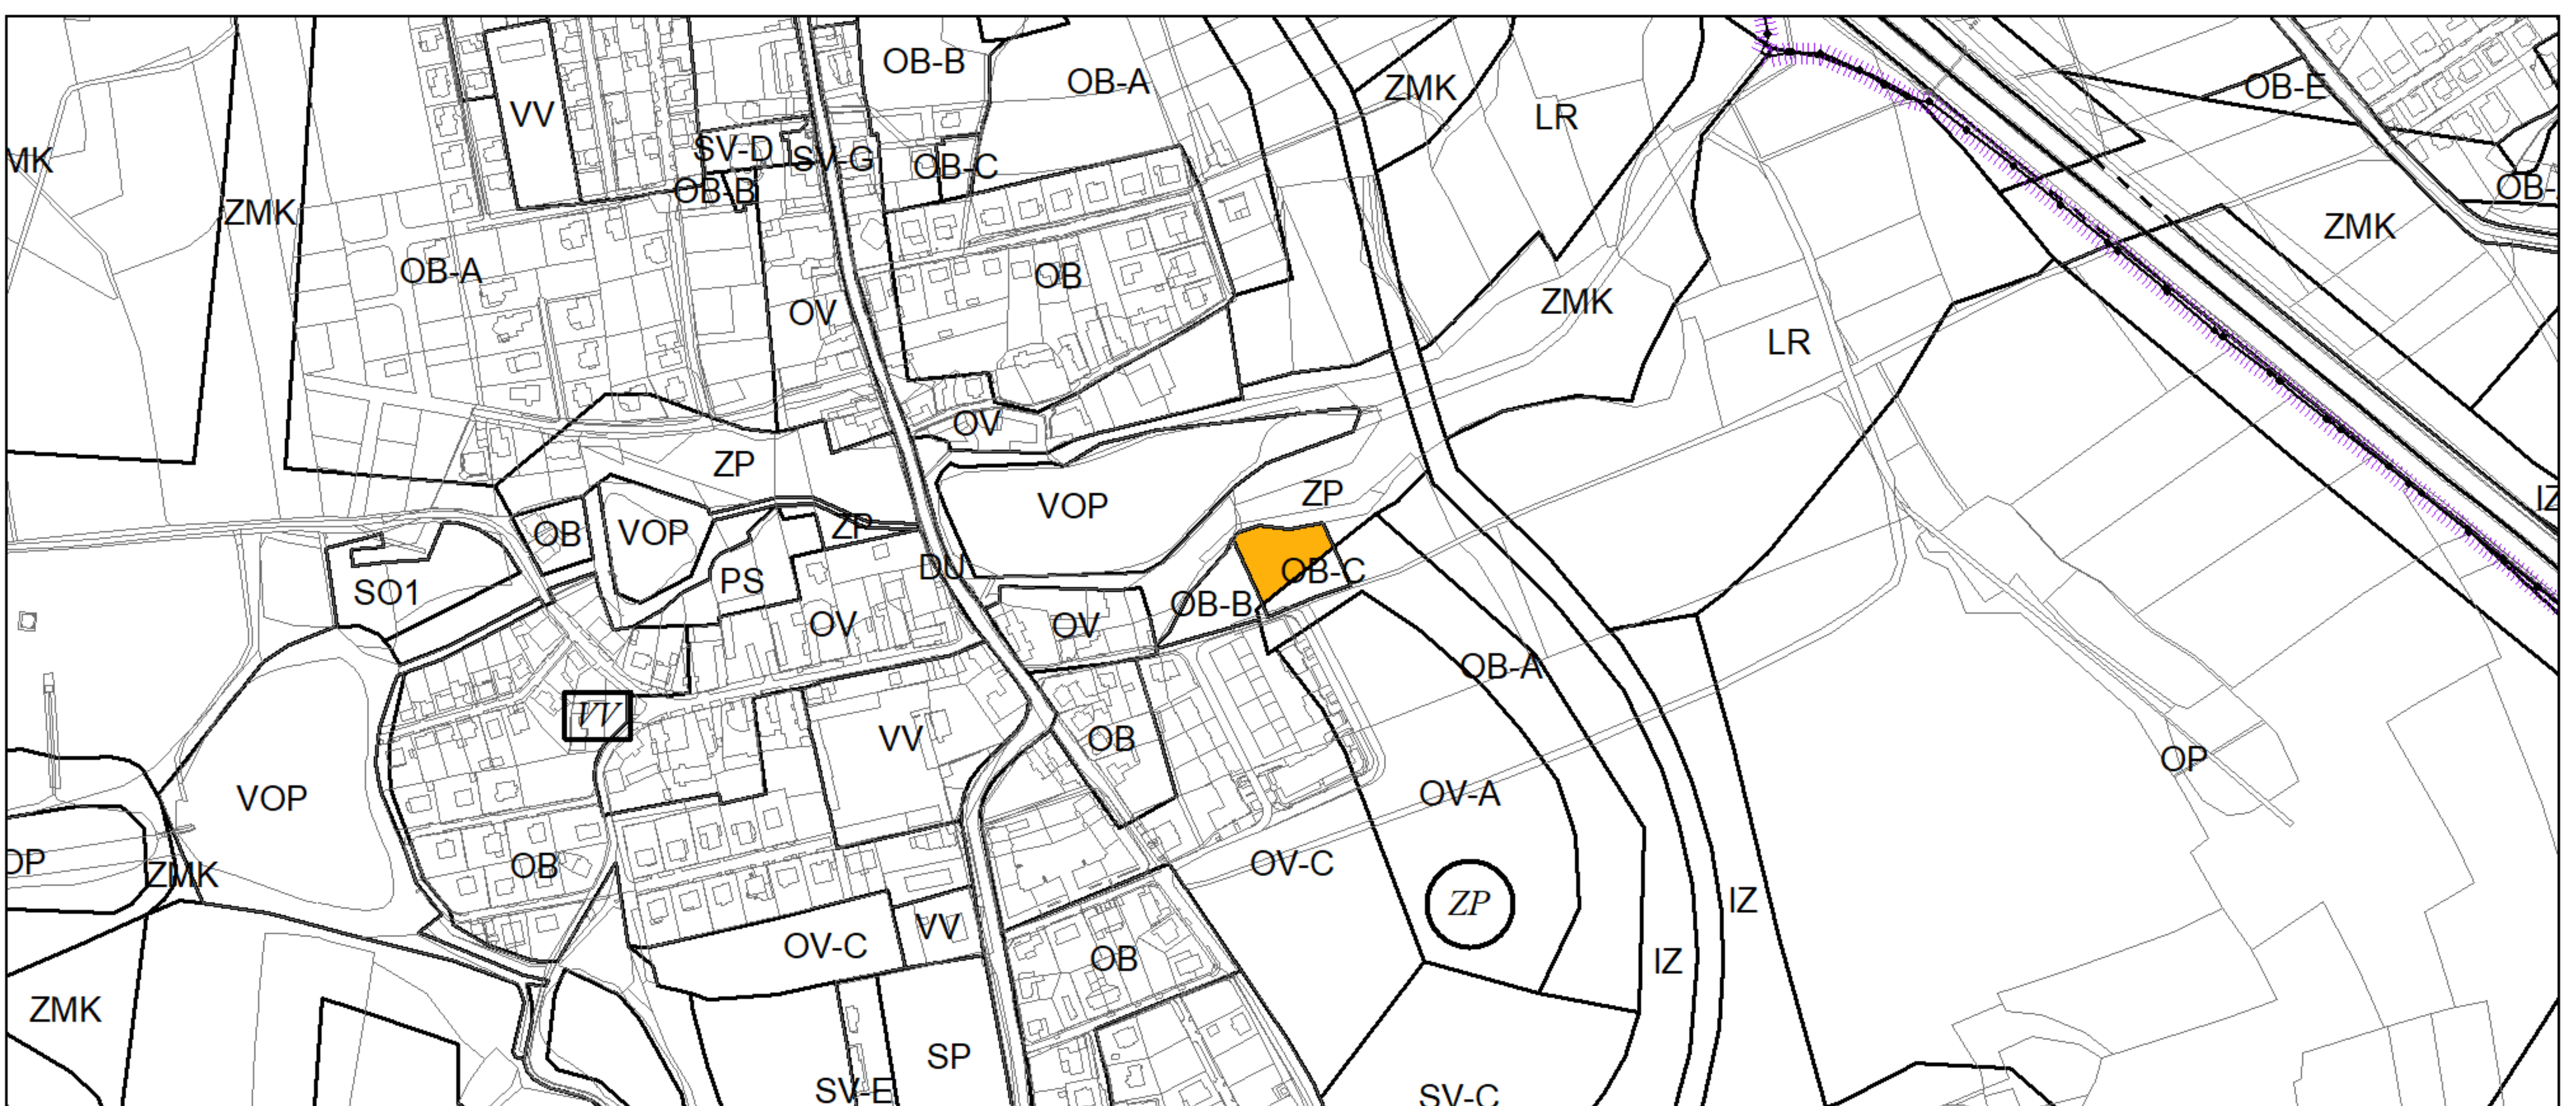 OB-B
OB-A
ZMK
OB-E
VV
LR
SV-D
SV-G
OB-C
MK
OB-B
OB-
ZMK
ZMK
OB-A
OB
ZMK
OV
LR
OV
ZP
ZP
VOP
IZ
OB
VOP
ZP
DU
OB-C
PS
SO1
OB-B
OV
OV
OB-A
VV
VV
OB
OP
VOP
OV-A
OP
ZMK
OB
OV-C
ZP
IZ
VV
OV-C
OB
IZ
ZMK
SP
SV-E
SV-C